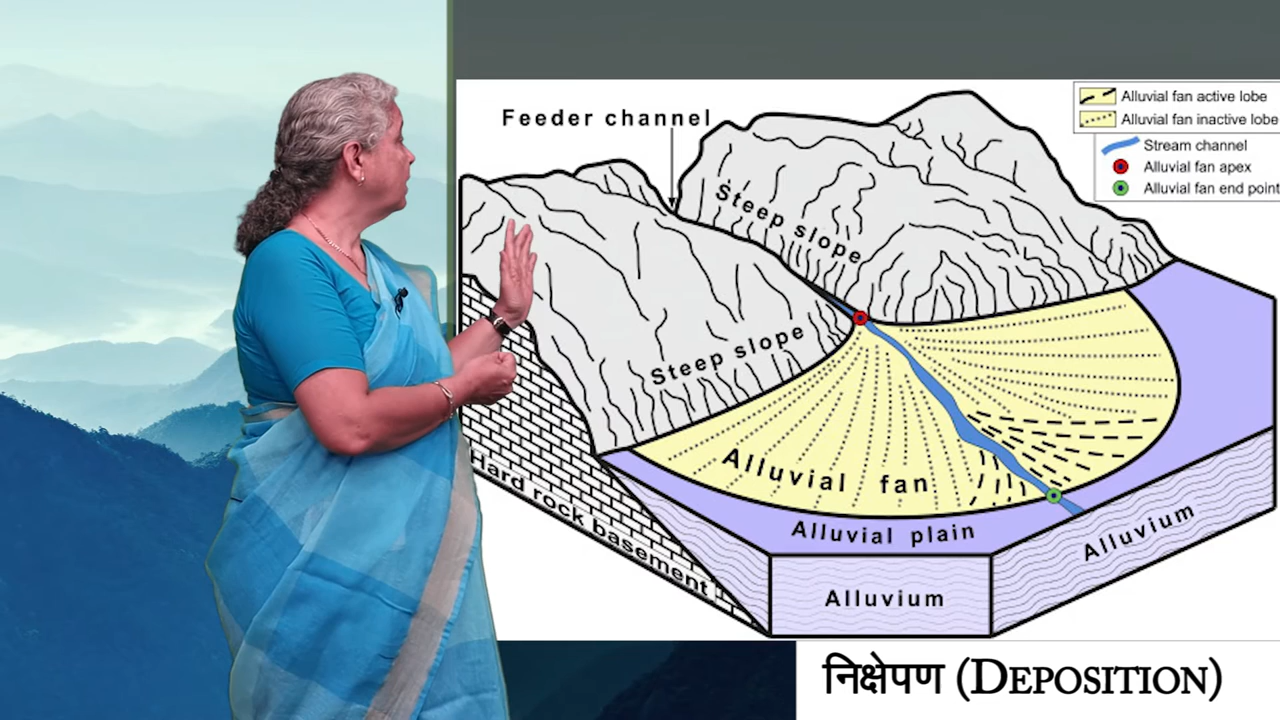 Feeder channel
Alluvial fan active lobe
Alluvial fan inactive lobe
Stream channel
Alluvial fan apex
Alluvial fan end point
Steep slope
Steep slope
Alluvial fan
Hard rock basement
Alluvial plain
Alluvium
Alluvium
निक्षेपण (DEPOSITION)